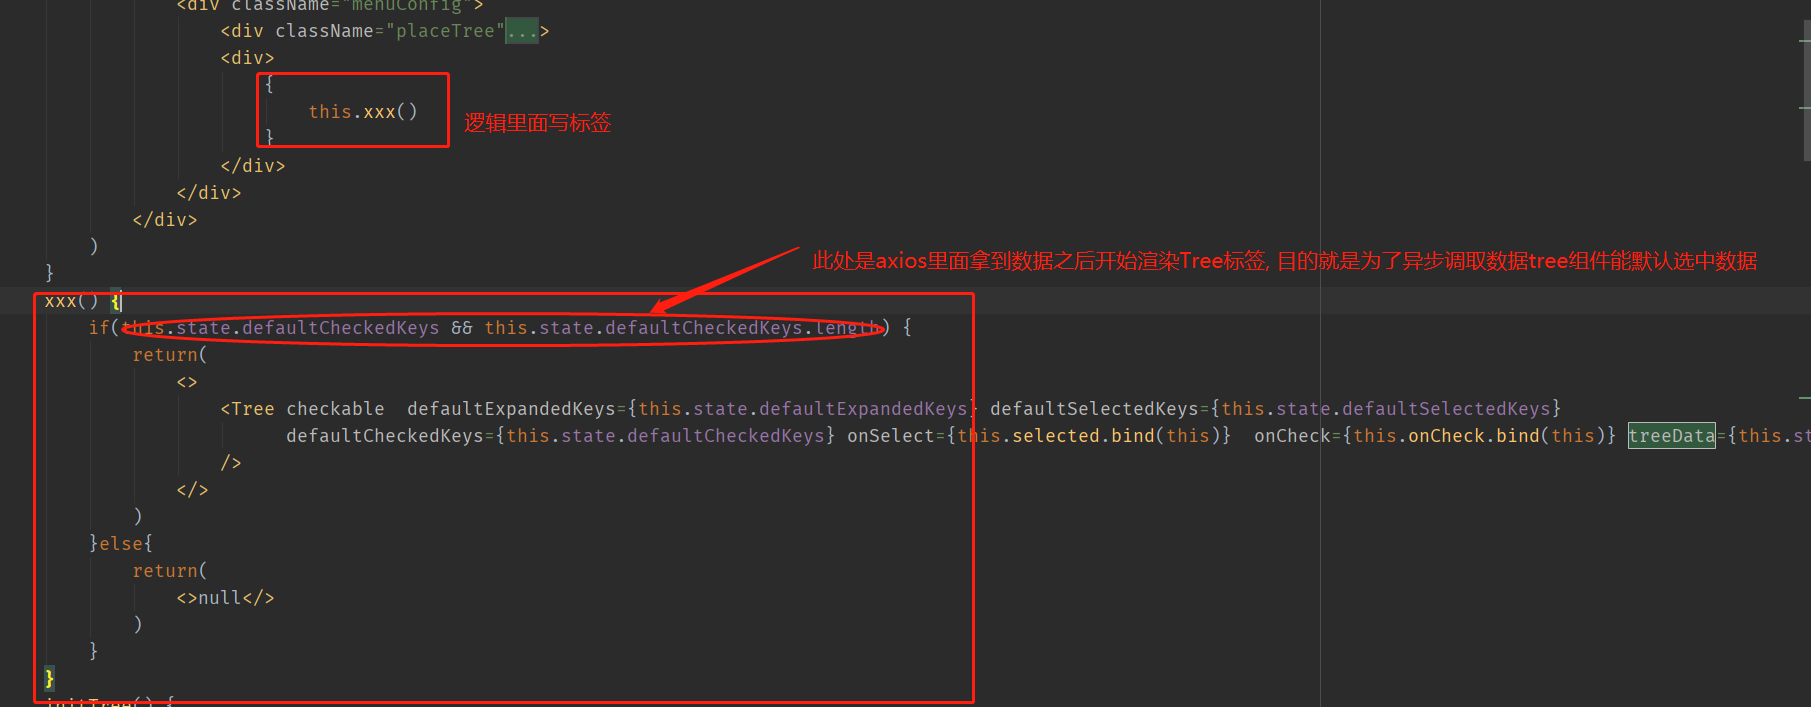 <div className="menuConfig">
<div className="placeTree"...>
<div>
{
this.xxx()
逻辑里面写标签
}
</div>
</div>
</div>
)
此处是axios里面拿到数据之后开始渲染Tree标签, 目的就是为了异步调取数据tree组件能默认选中数据
}
xxx() {
if(this.state.defaultCheckedKeys && this.state.defaultCheckedKeys.length) {
return(
<>
<Tree checkable defaultExpandedKeys={this.state.defaultExpandedKeys} defaultSelectedKeys={this.state.defaultSelectedKeys}
defaultCheckedKeys={this.state.defaultCheckedKeys} onSelect={this.selected.bind(this)} onCheck={this.onCheck.bind(this)} treeData={this.st
/>
</>
)
}else{
return(
<>null</>
)
}
}
initTree() {